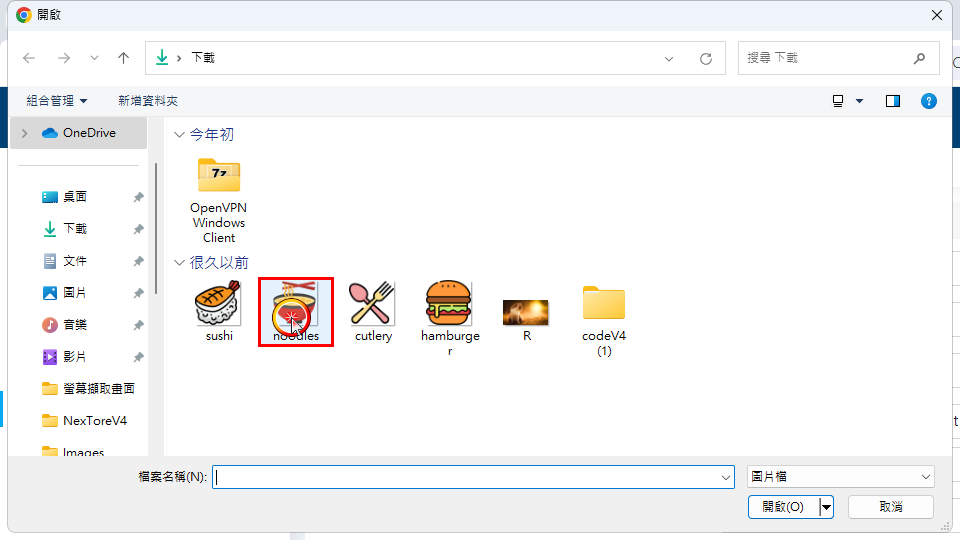 開啟
下載
搜尋 下載
組合管理
新增資料夾
OneDrive
桌面
下載
文件
圖片
音樂
影片
螢幕擷取畫面
NexToreV4
Images
今年初
7z
OpenVPN
Windows
Client
很久以前
sushi
noodles
cutlery
hamburge
r
R
codeV4
(1)
檔案名稱(N):
圖片檔
開啟(O)
取消